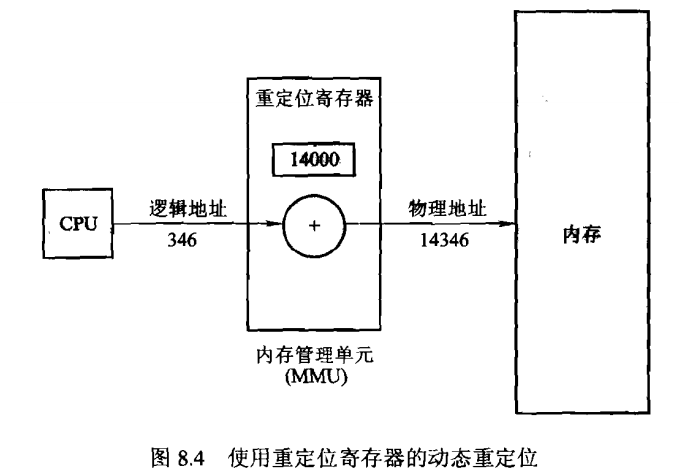 重定位寄存器
14000
CPU
逻辑地址
346
+
物理地址
14346
内存
内存管理单元
(MMU)
图 8.4 使用重定位寄存器的动态重定位